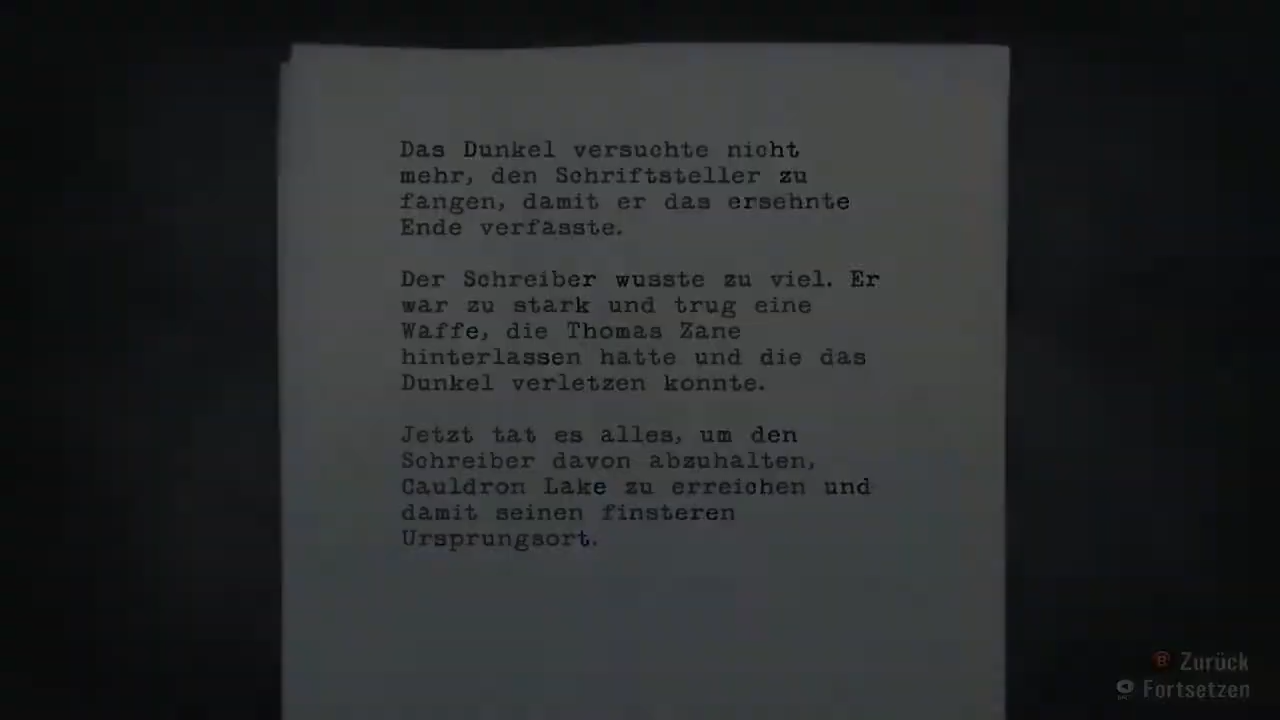 Das Dunkel versuchte nicht
mehr, den Schriftsteller zu
fangen, damit er das ersehnte
Ende verfasste.
Der Schreiber wusste zu viel. Er
war zu stark und trug eine
Waffe, die Thomas Zane
hinterlassen hatte und die das
Dunkel verletzen konnte.
Jetzt tat es alles, um den
Schreiber davon abzuhalten,
Cauldron Lake zu erreichen und
damit seinen finsteren
Ursprungsort.
B Zurück
Fortsetzen